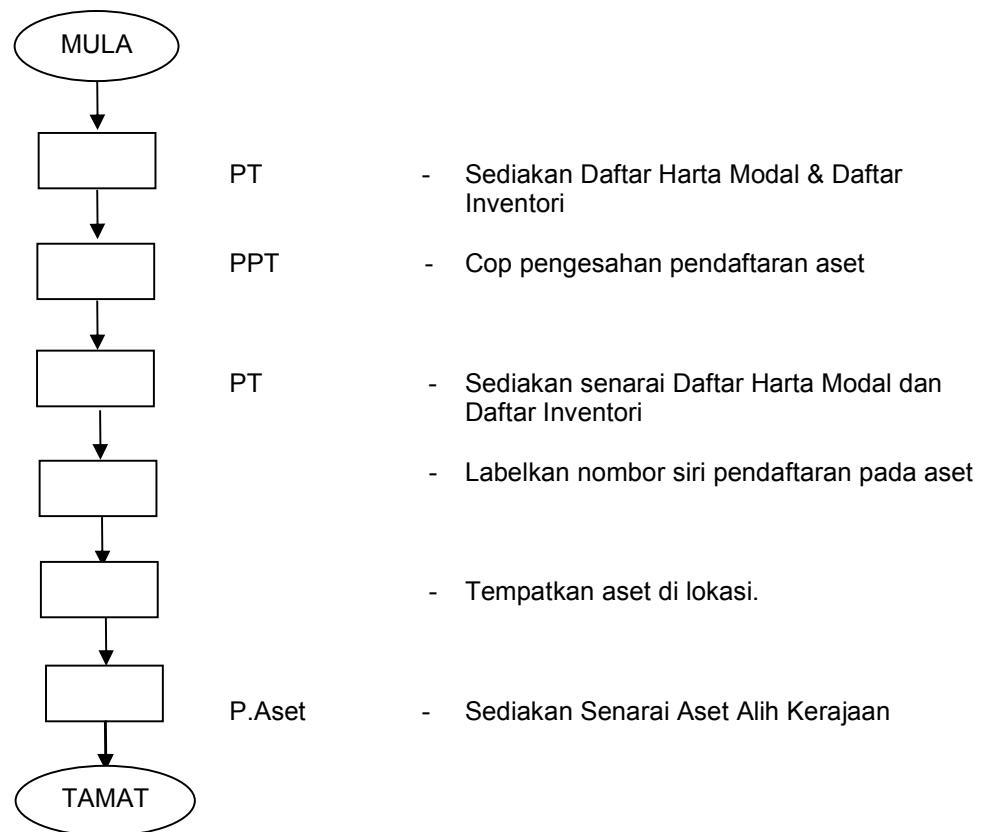 MULA
PT - Sediakan Daftar Harta Modal & Daftar
Inventori
PPT - Cop pengesahan pendaftaran aset
PT - Sediakan senarai Daftar Harta Modal dan
Daftar Inventori
- Labelkan nombor siri pendaftaran pada aset
- Tempatkan aset di lokasi.
P.Aset - Sediakan Senarai Aset Alih Kerajaan
TAMAT